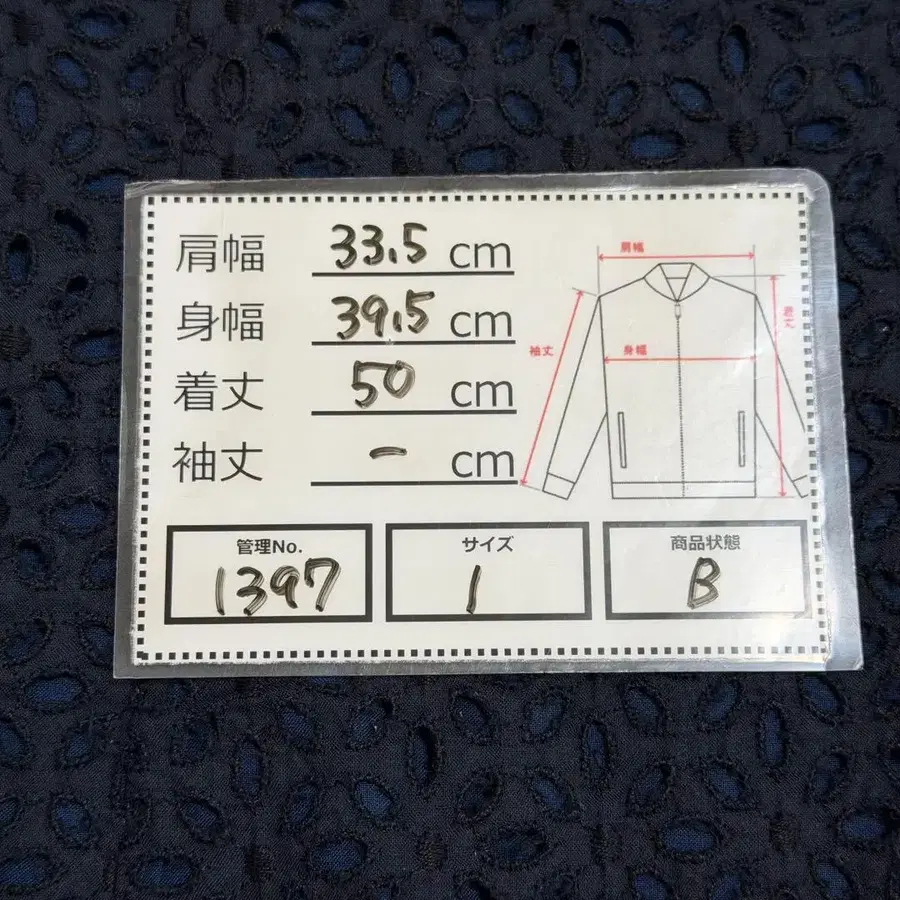 肩幅 33.5 cm
身幅 39.5 cm
着丈 50 cm
袖丈 - cm
肩幅
着丈
袖丈
身幅
管理No.
1397
サイズ
1
商品状態
B